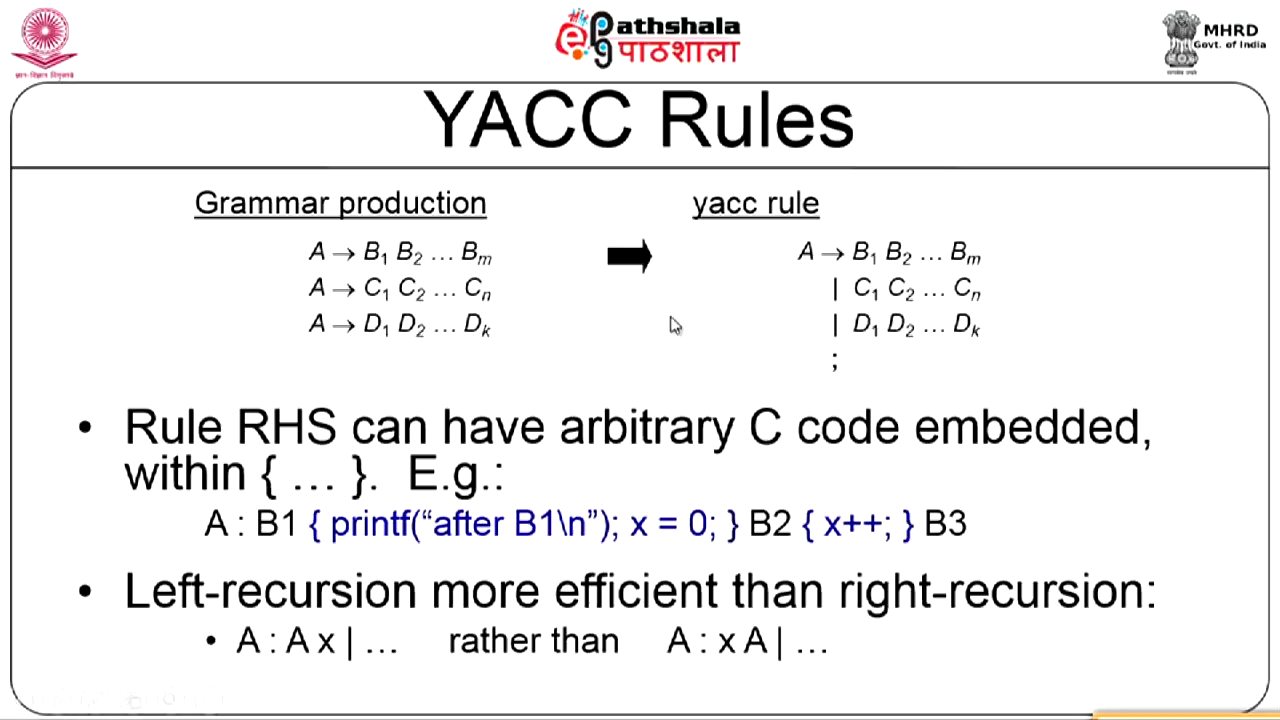 ePathshala
पाठशाला
MHRD
Govt. of India
YACC Rules
Grammar production
yacc rule
A → B1 B2 … Bm
A → B1 B2 … Bm
A → C1 C2 … Cn
| C1 C2 … Cn
A → D1 D2 … Dk
| D1 D2 … Dk
;
• Rule RHS can have arbitrary C code embedded,
within { … }. E.g.:
A : B1 { printf(“after B1\n”); x = 0; } B2 { x++; } B3
• Left-recursion more efficient than right-recursion:
• A : A x | … rather than A : x A | …